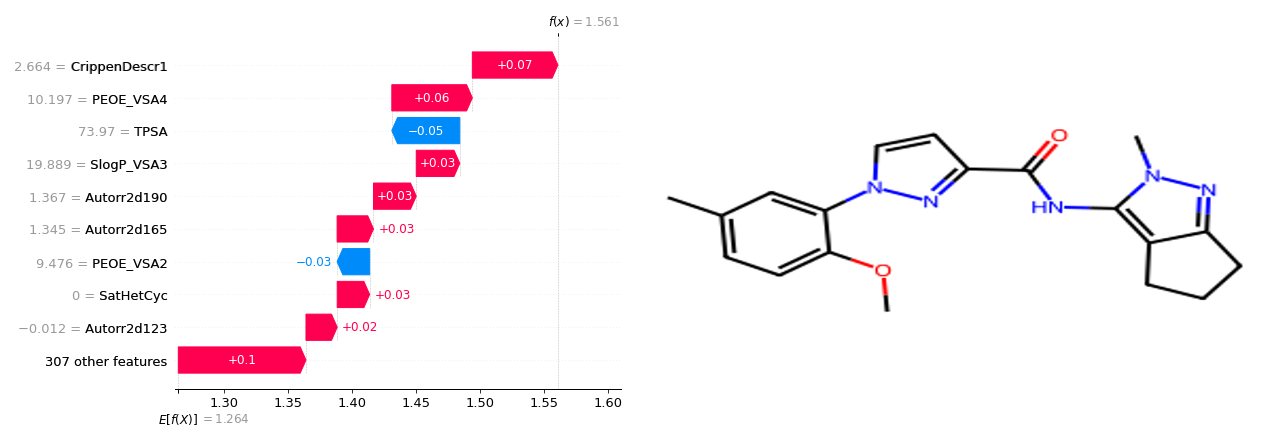 f(x) = 1.561
2.664 = CrippenDescr1
+0.07
10.197 = PEOE_VSA4
+0.06
73.97 = TPSA
−0.05
19.889 = SlogP_VSA3
+0.03
1.367 = Autorr2d190
+0.03
1.345 = Autorr2d165
+0.03
9.476 = PEOE_VSA2
−0.03
0 = SatHetCyc
+0.03
−0.012 = Autorr2d123
+0.02
307 other features
+0.1
1.30 1.35 1.40 1.45 1.50 1.55 1.60
E[f(X)] = 1.264
O
N
N
N
N
HN
O